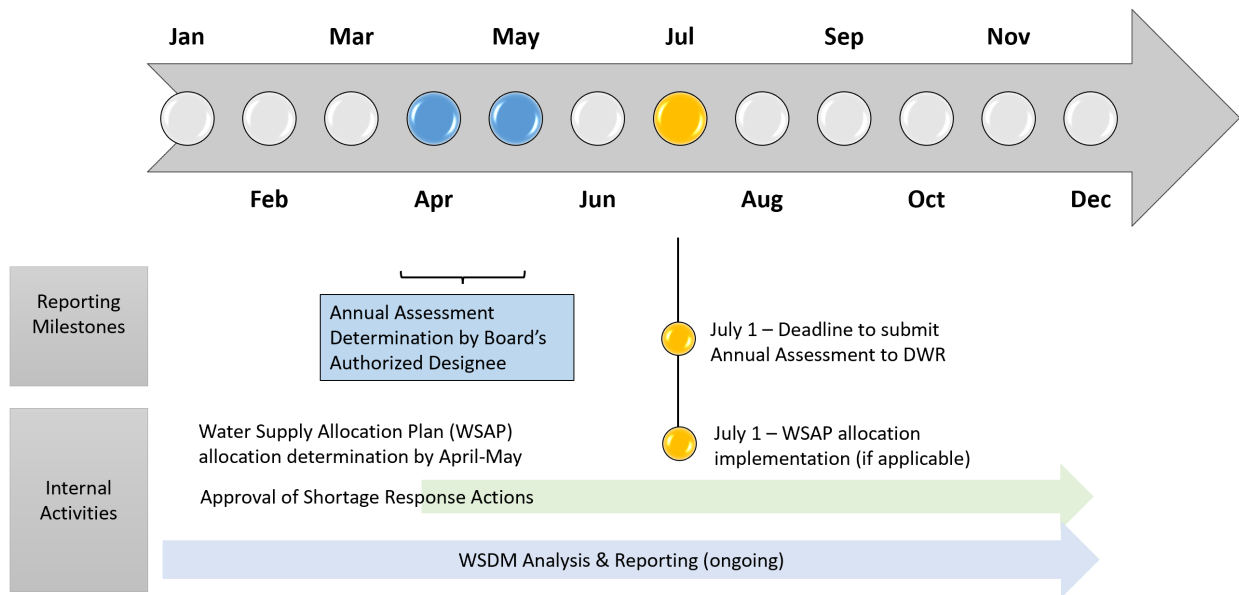 Jan Mar May Jul Sep Nov
Feb Apr Jun Aug Oct Dec
Reporting
Milestones
Annual Assessment
Determination by Board’s
Authorized Designee
July 1 – Deadline to submit
Annual Assessment to DWR
Internal
Activities
Water Supply Allocation Plan (WSAP)
allocation determination by April-May
July 1 – WSAP allocation
implementation (if applicable)
Approval of Shortage Response Actions
WSDM Analysis & Reporting (ongoing)